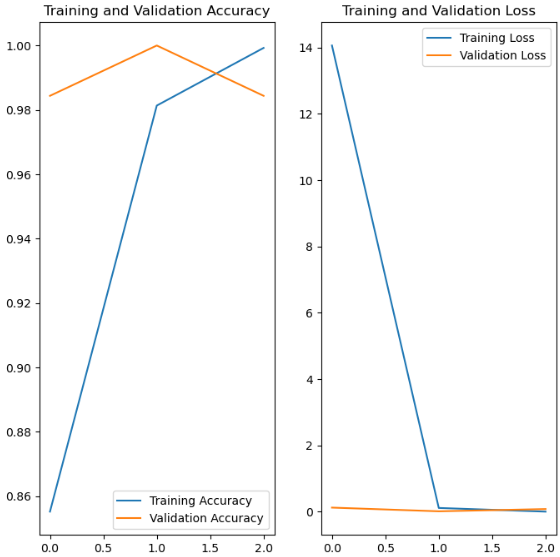 Training and Validation Accuracy
1.00
0.98
0.96
0.94
0.92
0.90
0.88
0.86
Training Accuracy
Validation Accuracy
0.0 0.5 1.0 1.5 2.0
Training and Validation Loss
Training Loss
Validation Loss
14
12
10
8
6
4
2
0
0.0 0.5 1.0 1.5 2.0